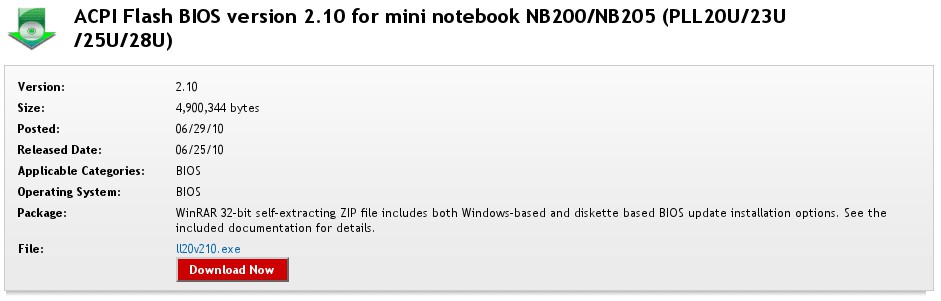 ACPI Flash BIOS version 2.10 for mini notebook NB200/NB205 (PLL20U/23U
/25U/28U)
Version: 2.10
Size: 4,900,344 bytes
Posted: 06/29/10
Released Date: 06/25/10
Applicable Categories: BIOS
Operating System: BIOS
Package: WinRAR 32-bit self-extracting ZIP file includes both Windows-based and diskette based BIOS update installation options. See the
included documentation for details.
File: ll20v210.exe
Download Now